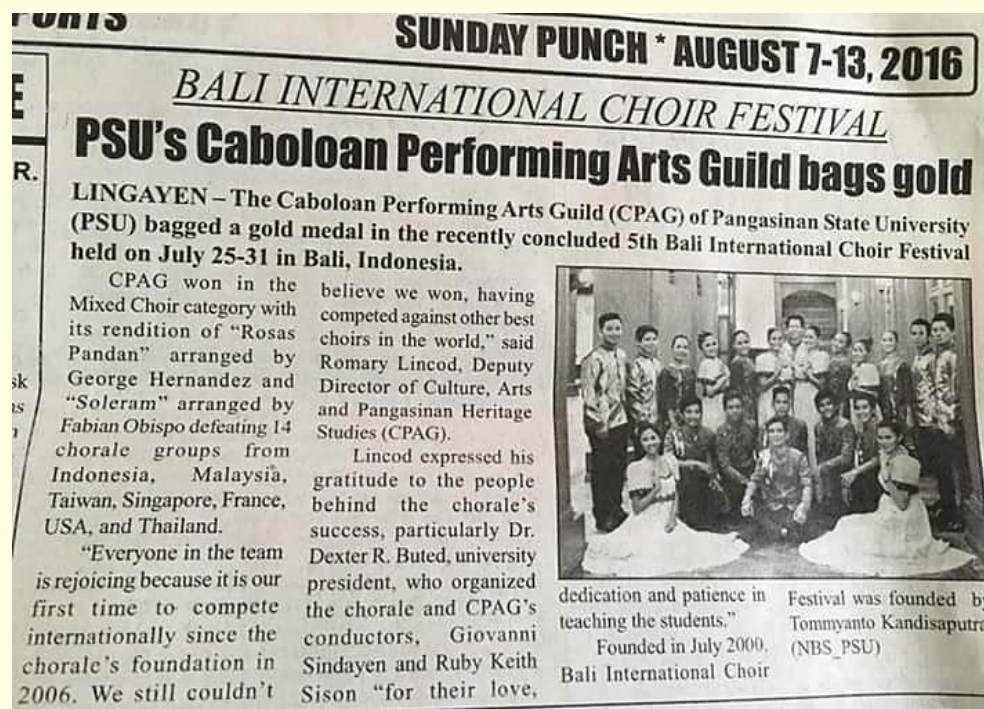 PORTS
SUNDAY PUNCH * AUGUST 7-13, 2016
E
R.
sk
BALI INTERNATIONAL CHOIR FESTIVAL
PSU's Caboloan Performing Arts Guild bags gold
LINGAYEN – The Caboloan Performing Arts Guild (CPAG) of Pangasinan State University
(PSU) bagged a gold medal in the recently concluded 5th Bali International Choir Festival
held on July 25-31 in Bali, Indonesia.
CPAG won in the
Mixed Choir category with
its rendition of “Rosas
Pandan” arranged by
George Hernandez and
“Soleram” arranged by
Fabian Obispo defeating 14
chorale groups from
Indonesia, Malaysia,
Taiwan, Singapore, France,
USA, and Thailand.
“Everyone in the team
is rejoicing because it is our
first time to compete
internationally since the
chorale's foundation in
2006. We still couldn't
believe we won, having
competed against other best
choirs in the world,” said
Romary Lincod, Deputy
Director of Culture, Arts
and Pangasinan Heritage
Studies (CPAG).
Lincod expressed his
gratitude to the people
behind the chorale's
success, particularly Dr.
Dexter R. Buted, university
president, who organized
the chorale and CPAG's
conductors, Giovanni
Sindayen and Ruby Keith
Sison “for their love,
dedication and patience in
teaching the students.”
Founded in July 2000,
Bali International Choir
Festival was founded by
Tommyanto Kandisaputra
(NBS_PSU)